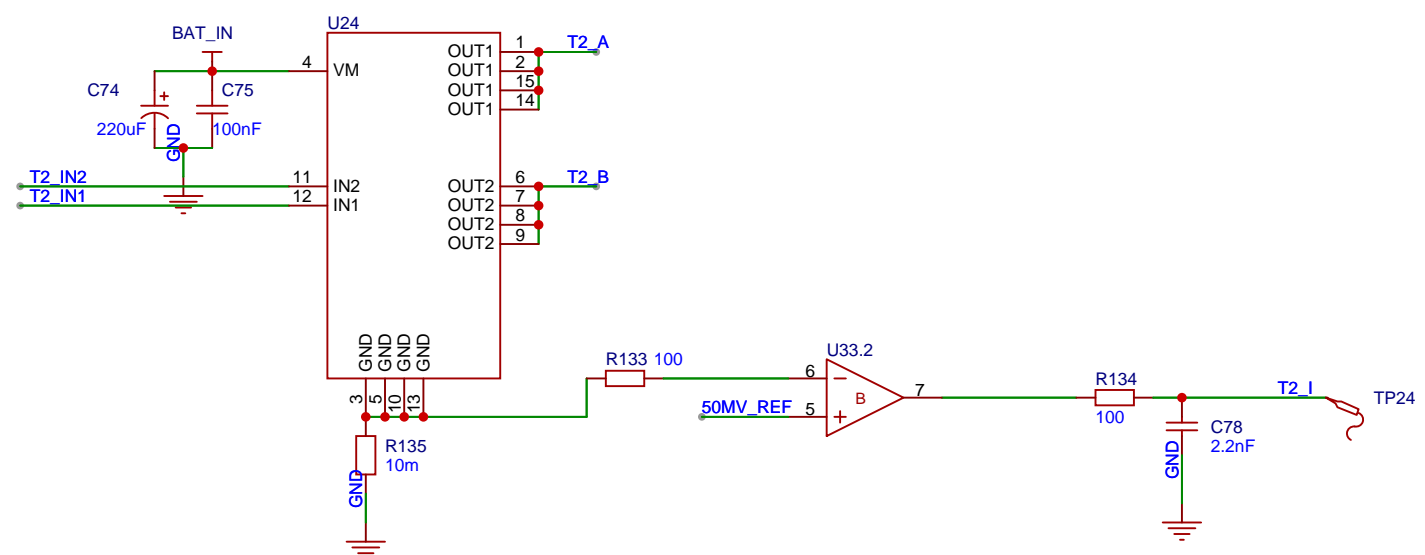 U24
BAT_IN
4
VM
C74
+
220uF
C75
100nF
GND
T2_IN2
T2_IN1
11
12
IN2
IN1
OUT1
1
T2_A
OUT1
2
OUT1
15
OUT1
14
OUT2
6
T2_B
OUT2
7
OUT2
8
OUT2
9
GND
GND
GND
GND
3
5
10
13
R135
10m
GND
R133 100
50MV_REF
U33.2
6
5
−
+
B
7
R134
100
T2_I
TP24
C78
2.2nF
GND